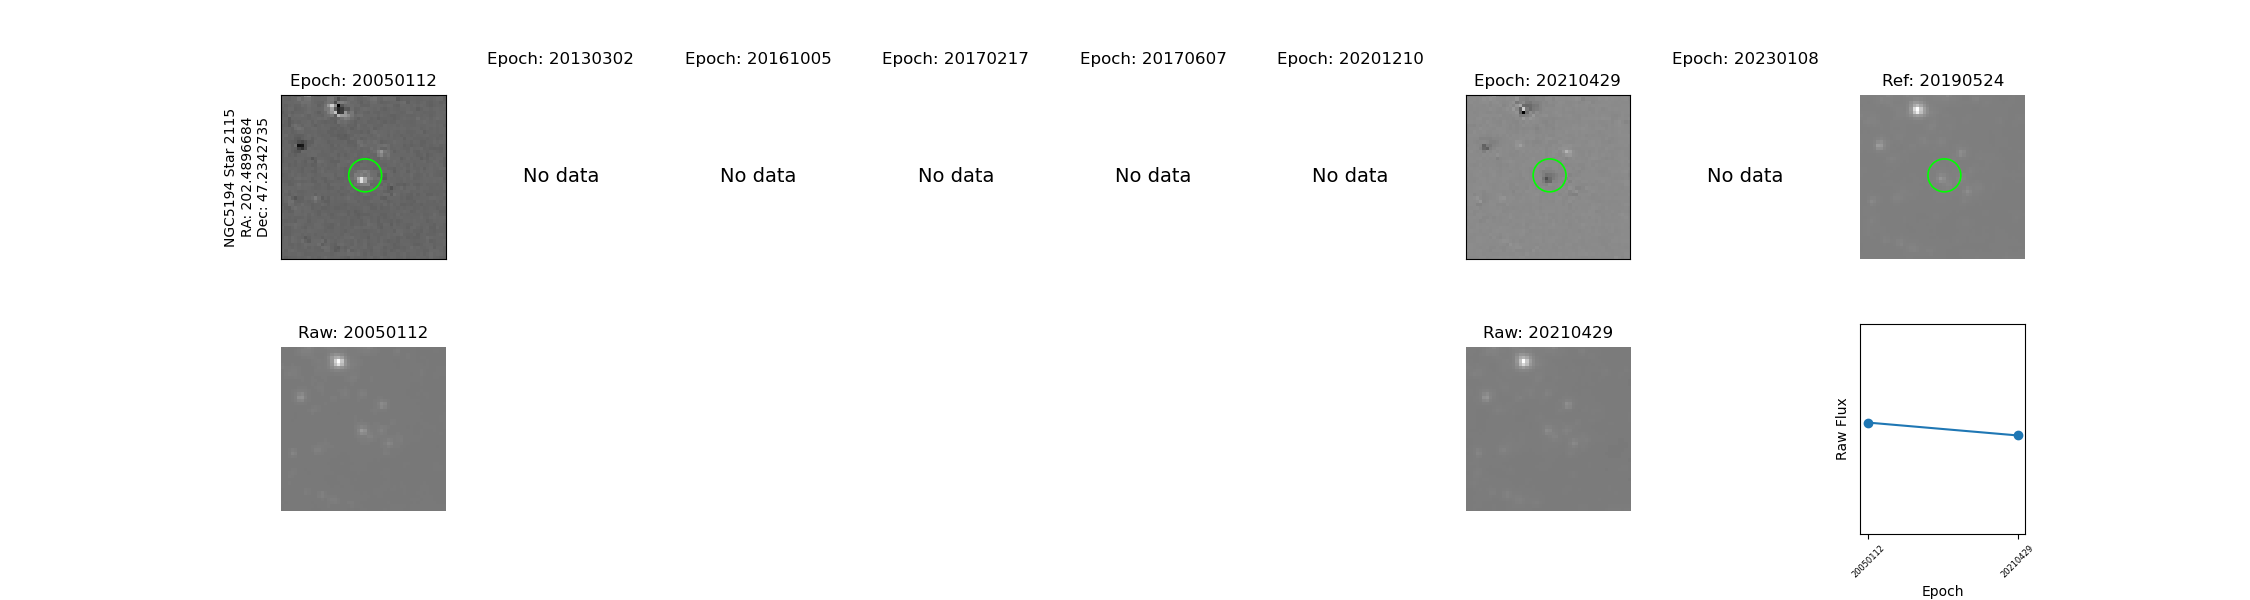 Epoch: 20050112
Epoch: 20130302
Epoch: 20161005
Epoch: 20170217
Epoch: 20170607
Epoch: 20201210
Epoch: 20210429
Epoch: 20230108
Ref: 20190524
NGC5194 Star 2115
RA: 202.4896684
Dec: 47.2342735
No data
No data
No data
No data
No data
No data
Raw: 20050112
Raw: 20210429
Raw Flux
20050112
20210429
Epoch